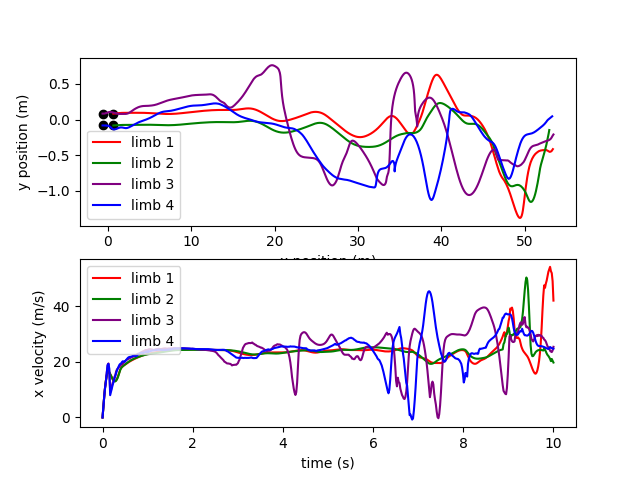 y position (m)
0.5
0.0
−0.5
−1.0
limb 1
limb 2
limb 3
limb 4
0
10
20
30
40
50
x position (m)
x velocity (m/s)
40
20
0
limb 1
limb 2
limb 3
limb 4
0
2
4
6
8
10
time (s)